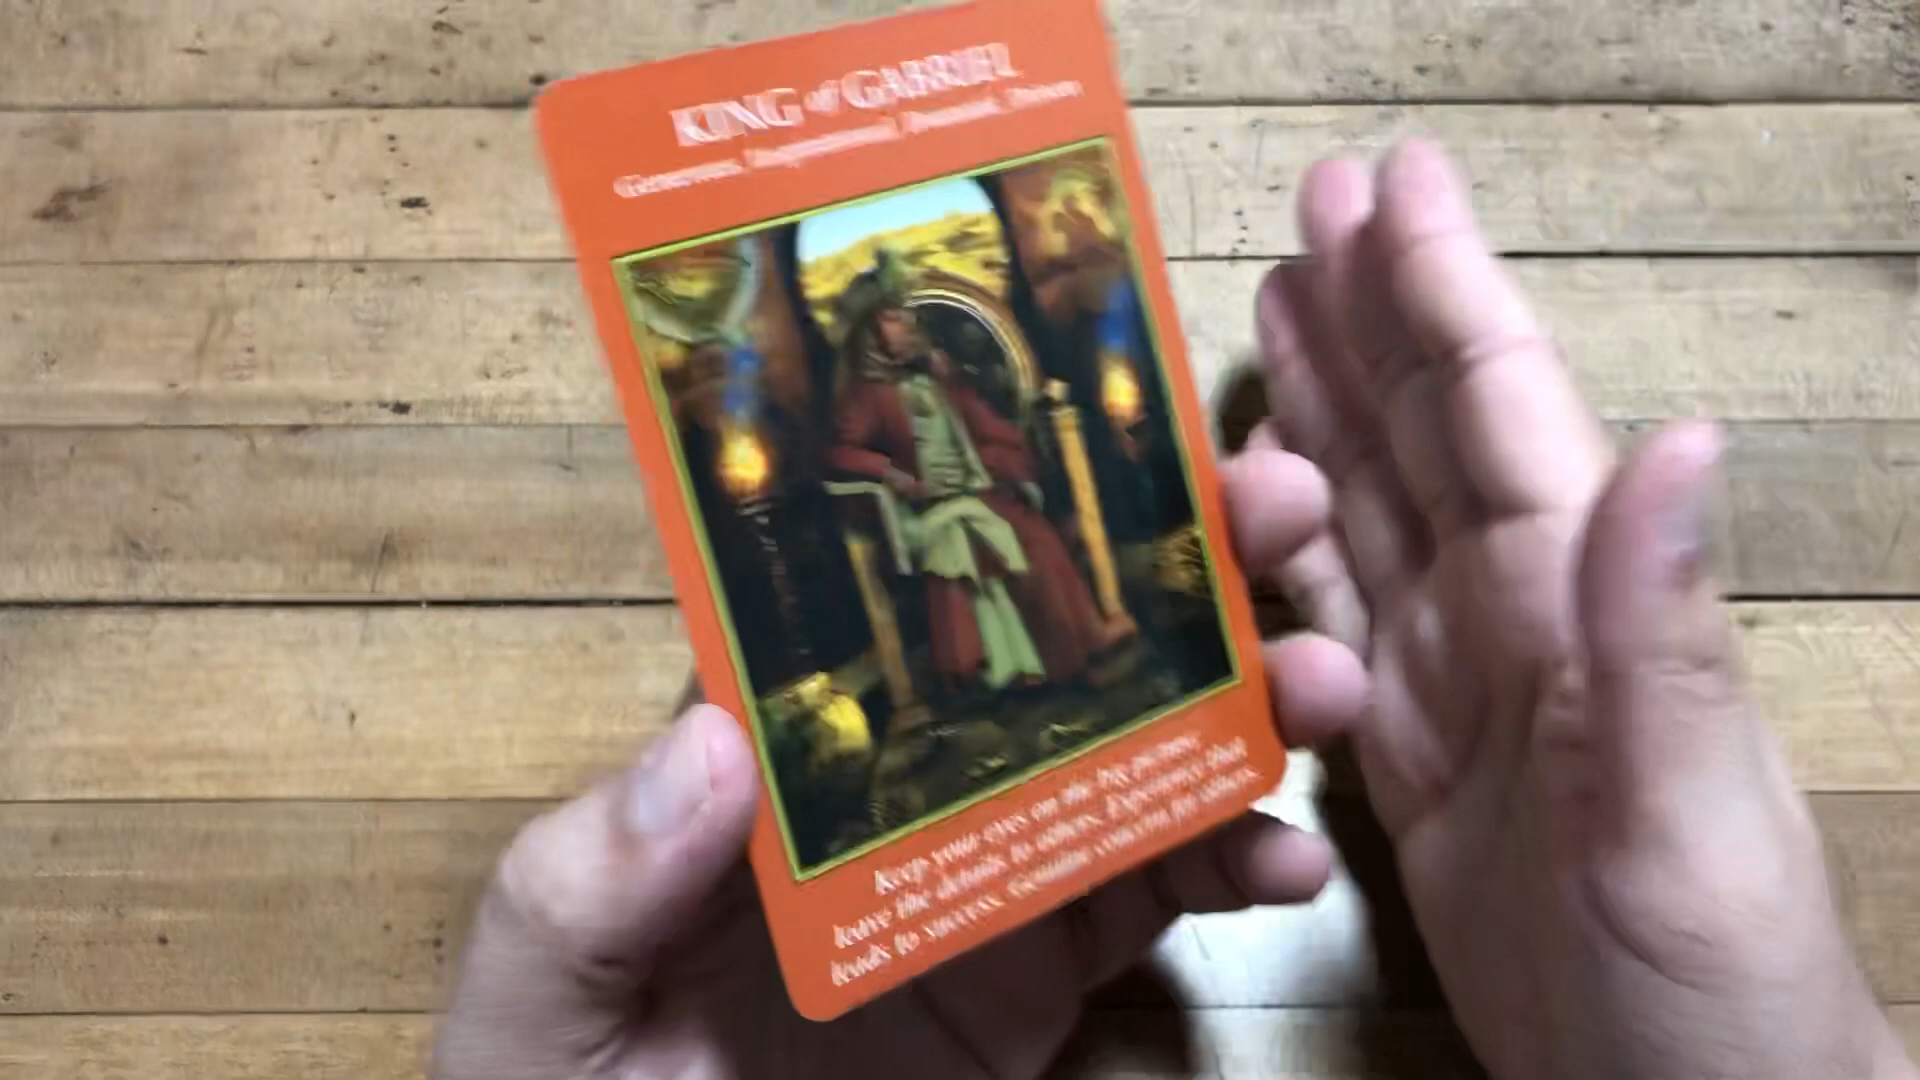 KING of GABRIEL
Keep your eyes on the big picture,
leave the details to others. Experience that
leads to success. Genuine concern for others.